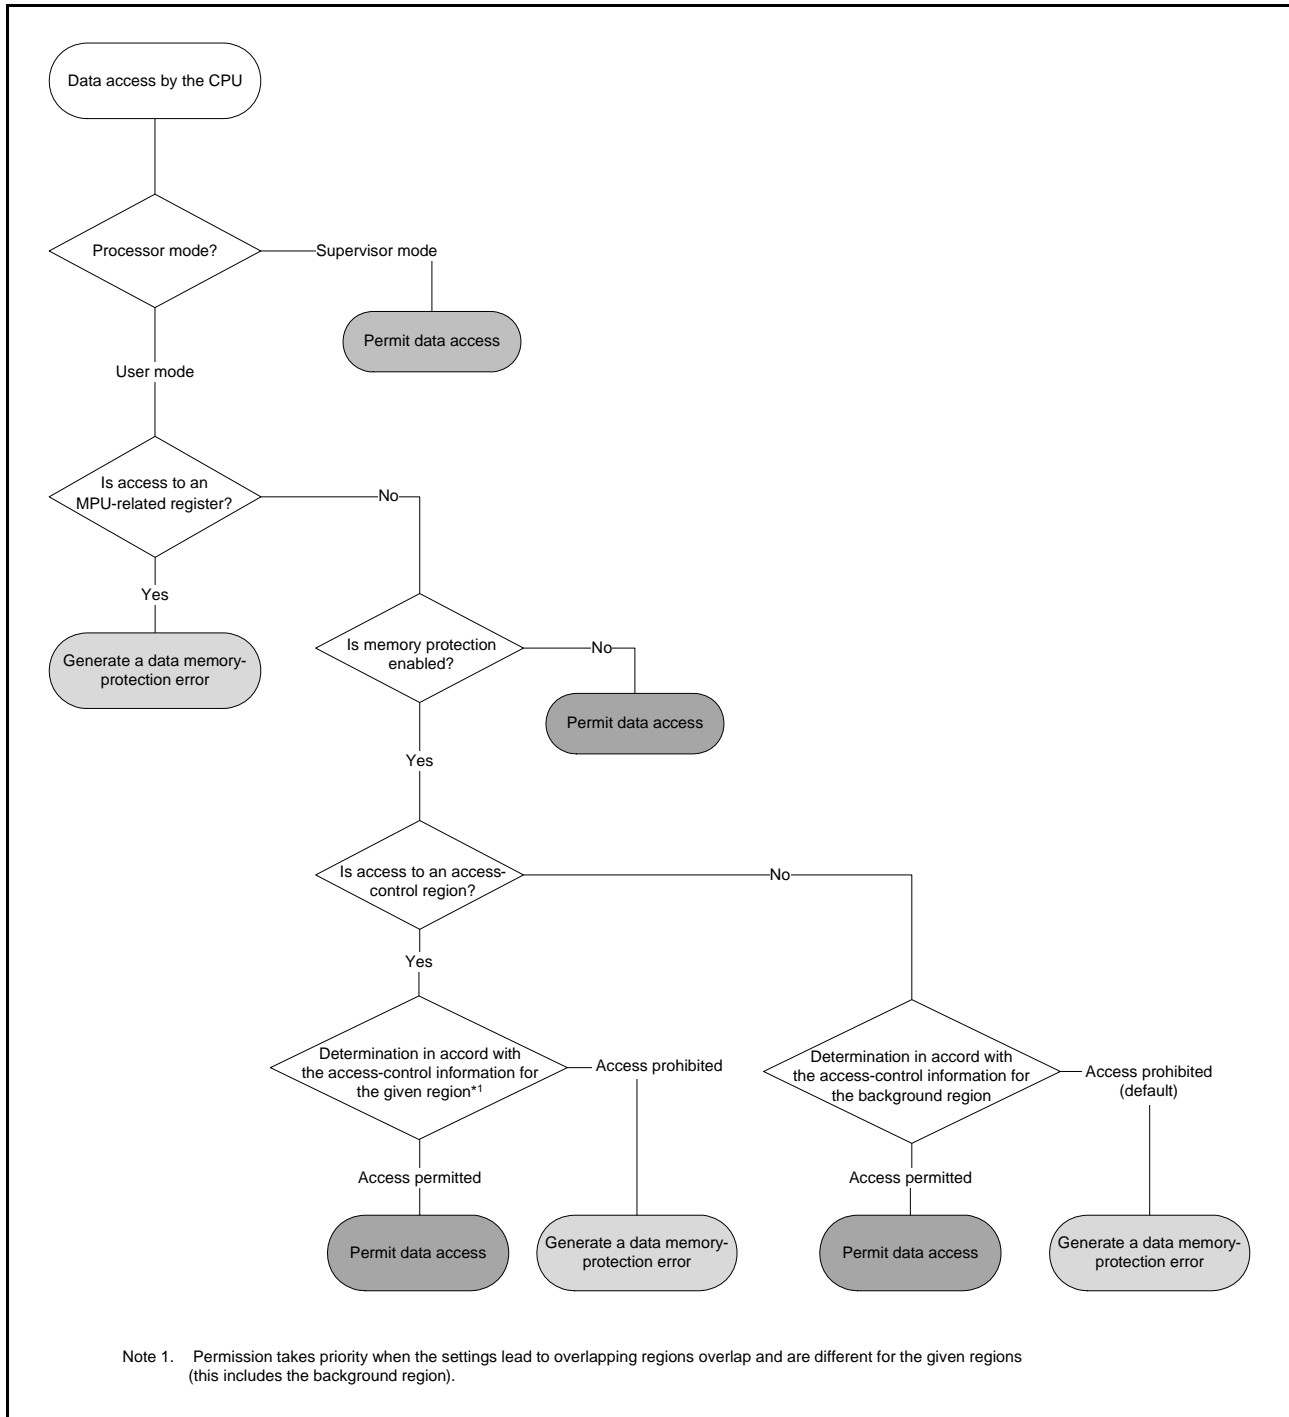 Data access by the CPU
Processor mode?
Supervisor mode
Permit data access
User mode
Is access to an
MPU-related register?
No
Yes
Generate a data memory-
protection error
Is memory protection
enabled?
No
Permit data access
Yes
Is access to an access-
control region?
No
Yes
Determination in accord with
the access-control information for
the given region*1
Access prohibited
Determination in accord with
the access-control information for
the background region
Access prohibited
(default)
Access permitted
Access permitted
Permit data access
Generate a data memory-
protection error
Permit data access
Generate a data memory-
protection error
Note 1. Permission takes priority when the settings lead to overlapping regions overlap and are different for the given regions
(this includes the background region).